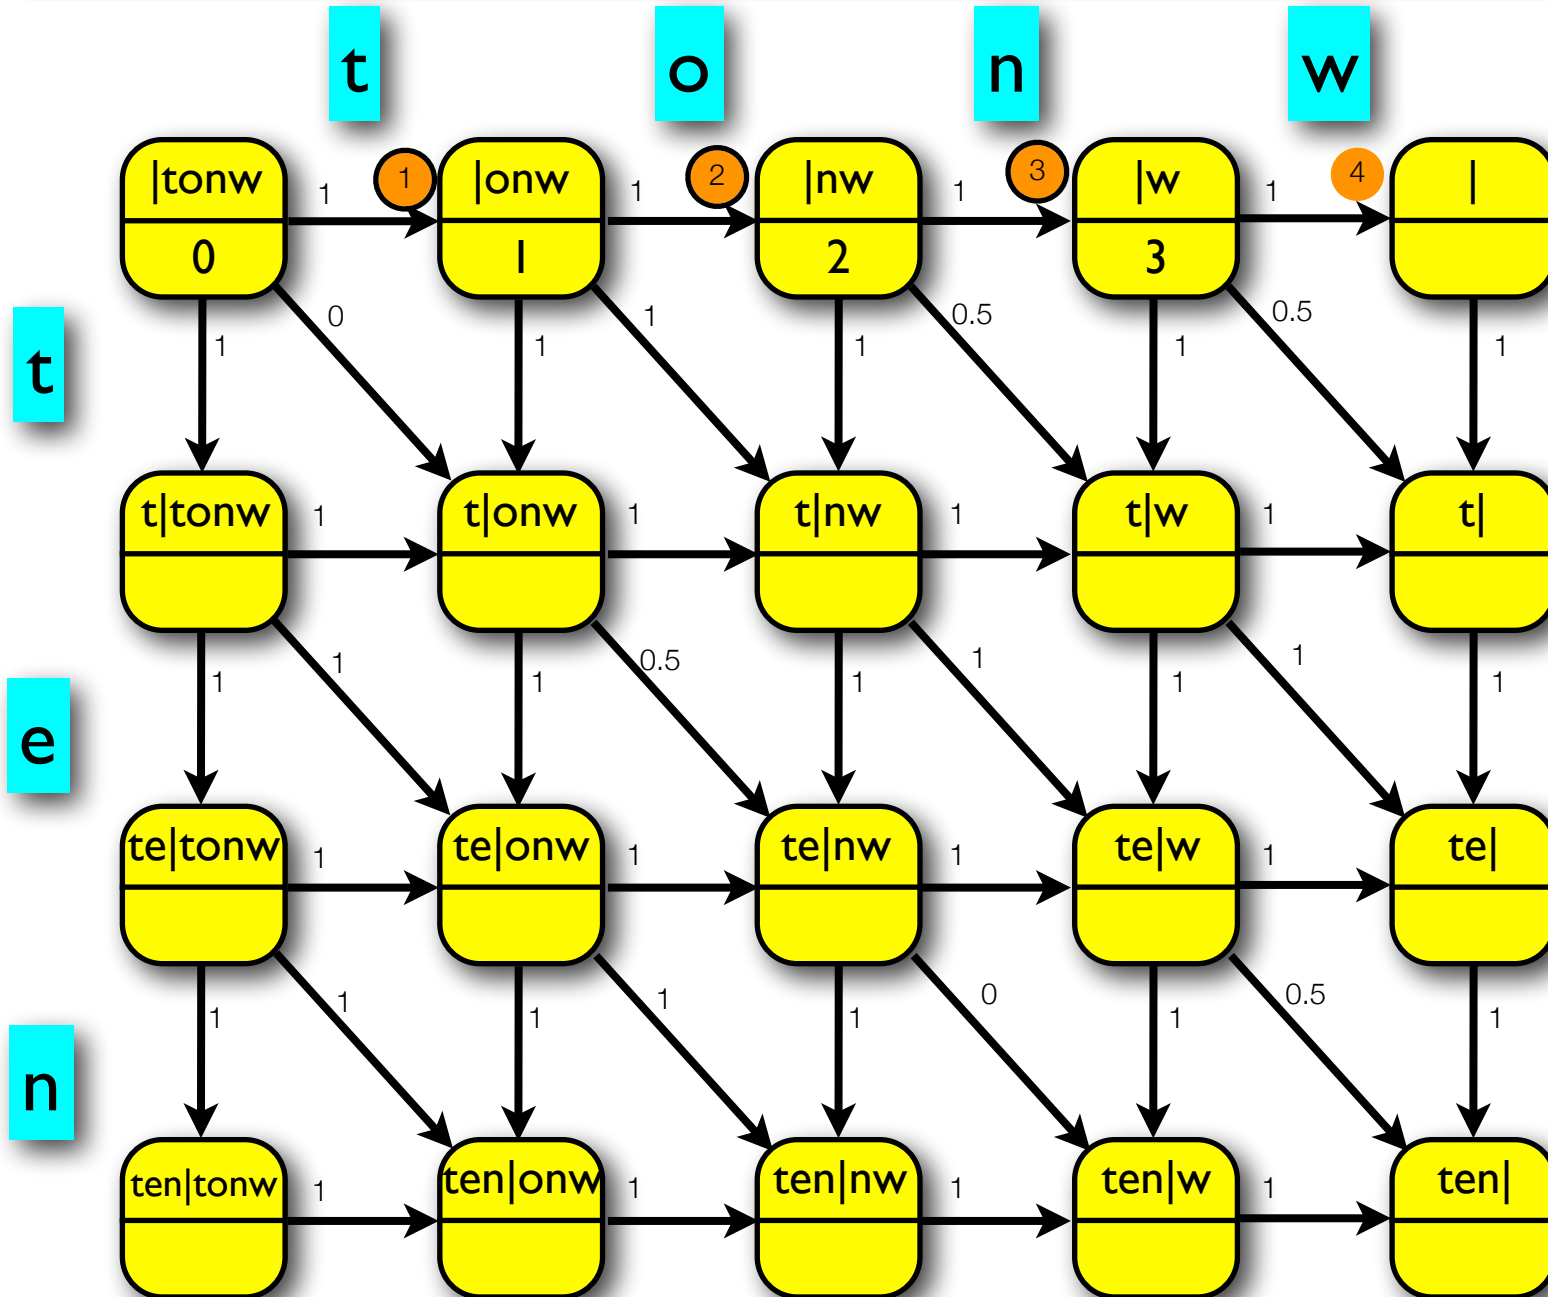 t o n w
|tonw 1 1 |onw 1 2 |nw 1 3 |w 1 4 |
0 1 2 3
t 1 0 1 1 1 0.5 1 0.5 1
t|tonw 1 t|onw 1 t|nw 1 t|w 1 t|
e 1 1 1 0.5 1 1 1 1 1
te|tonw 1 te|onw 1 te|nw 1 te|w 1 te|
n 1 1 1 1 1 0 1 0.5 1
ten|tonw 1 ten|onw 1 ten|nw 1 ten|w 1 ten|